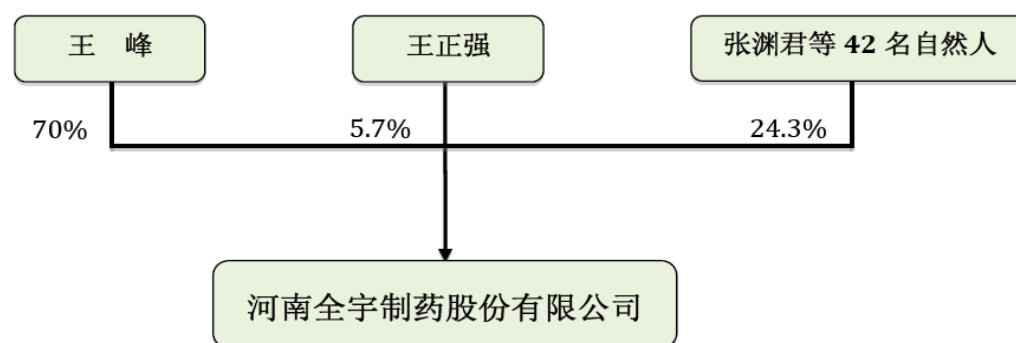 王　峰
王正强
张渊君等 42 名自然人
70%
5.7%
24.3%
河南全宇制药股份有限公司